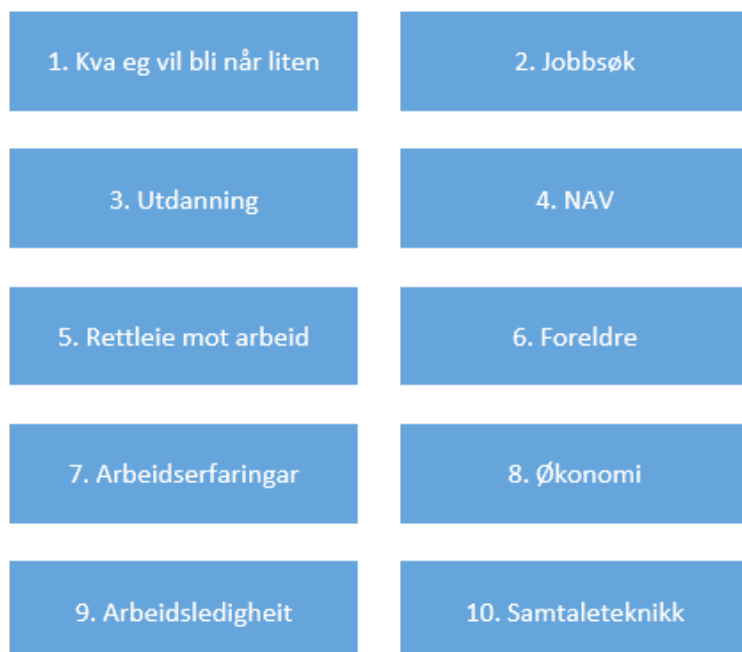 1. Kva eg vil bli når liten
2. Jobbsøk
3. Utdanning
4. NAV
5. Rettleie mot arbeid
6. Foreldre
7. Arbeidserfaringar
8. Økonomi
9. Arbeidsledigheit
10. Samtaleteknikk